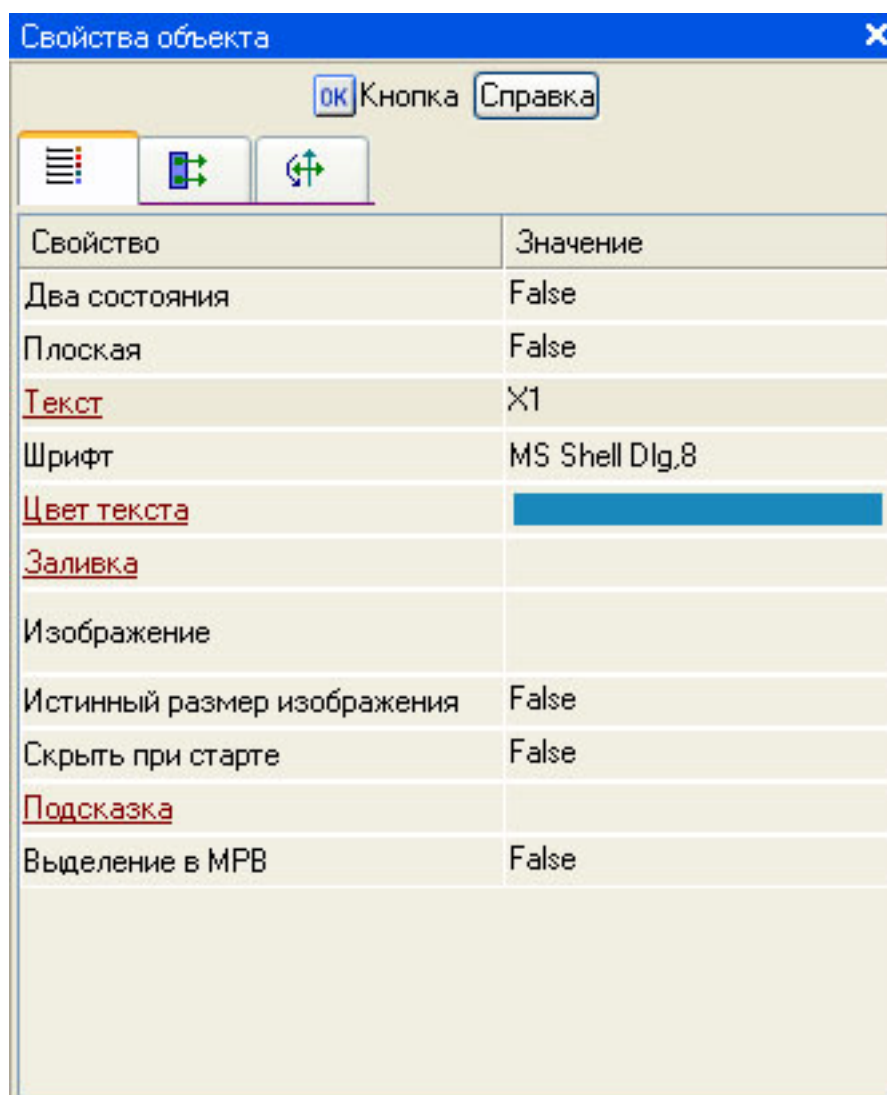 Свойства объекта
OK Кнопка Справка
Свойство Значение
Два состояния False
Плоская False
Текст X1
Шрифт MS Shell Dlg,8
Цвет текста
Заливка
Изображение
Истинный размер изображения False
Скрыть при старте False
Подсказка
Выделение в МРВ False